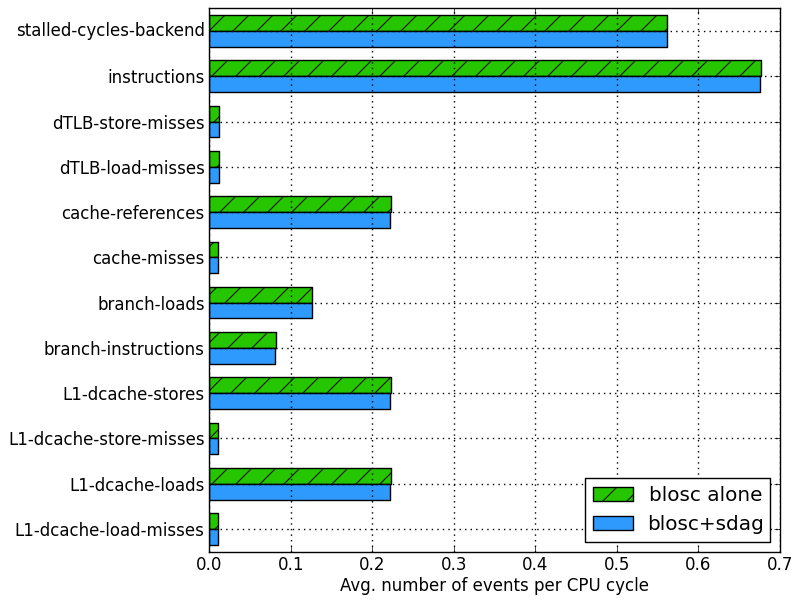 stalled-cycles-backend
instructions
dTLB-store-misses
dTLB-load-misses
cache-references
cache-misses
branch-loads
branch-instructions
L1-dcache-stores
L1-dcache-store-misses
L1-dcache-loads
L1-dcache-load-misses
blosc alone
blosc+sdag
0.0 0.1 0.2 0.3 0.4 0.5 0.6 0.7
Avg. number of events per CPU cycle